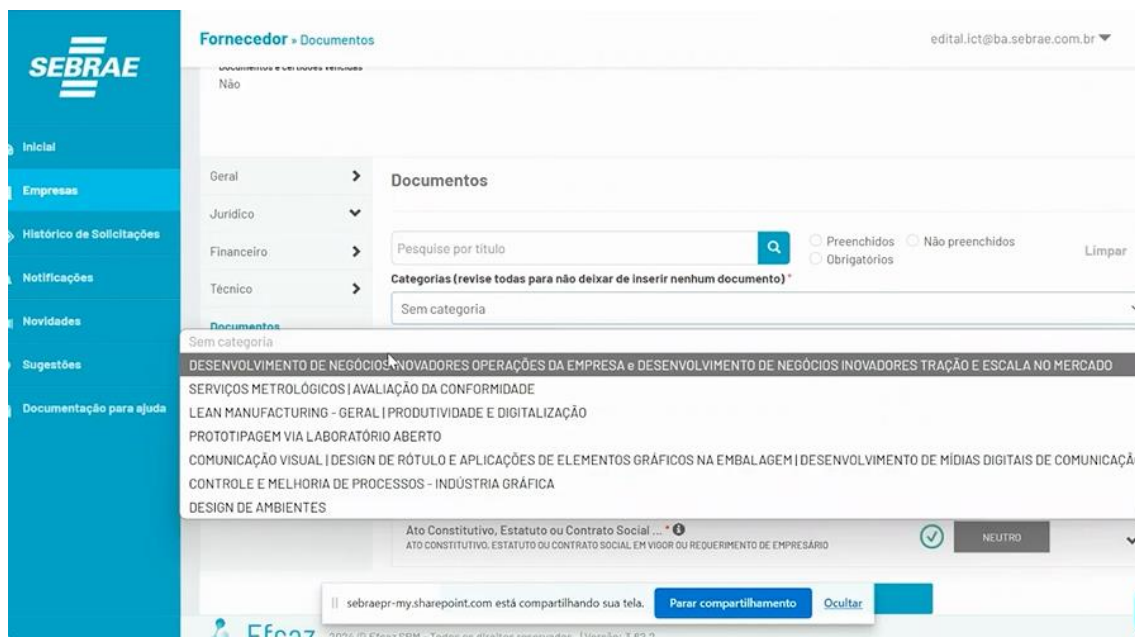 SEBRAE
Fornecedor » Documentos
edital.ict@ba.sebrae.com.br
Documentos e certidões vencidas
Não
Inicial
Empresas
Histórico de Solicitações
Notificações
Novidades
Sugestões
Documentação para ajuda
Geral
Jurídico
Financeiro
Técnico
Documentos
Documentos
Pesquise por título
Preenchidos
Não preenchidos
Obrigatórios
Limpar
Categorias (revise todas para não deixar de inserir nenhum documento)*
Sem categoria
Sem categoria
DESENVOLVIMENTO DE NEGÓCIOS INOVADORES OPERAÇÕES DA EMPRESA e DESENVOLVIMENTO DE NEGÓCIOS INOVADORES TRAÇÃO E ESCALA NO MERCADO
SERVIÇOS METROLÓGICOS | AVALIAÇÃO DA CONFORMIDADE
LEAN MANUFACTURING - GERAL | PRODUTIVIDADE E DIGITALIZAÇÃO
PROTOTIPAGEM VIA LABORATÓRIO ABERTO
COMUNICAÇÃO VISUAL | DESIGN DE RÓTULO E APLICAÇÕES DE ELEMENTOS GRÁFICOS NA EMBALAGEM | DESENVOLVIMENTO DE MÍDIAS DIGITAIS DE COMUNICAÇÃ
CONTROLE E MELHORIA DE PROCESSOS - INDÚSTRIA GRÁFICA
DESIGN DE AMBIENTES
Ato Constitutivo, Estatuto ou Contrato Social ... *
ATO CONSTITUTIVO, ESTATUTO OU CONTRATO SOCIAL EM VIGOR OU REQUERIMENTO DE EMPRESÁRIO
NEUTRO
sebraepr-my.sharepoint.com está compartilhando sua tela.
Parar compartilhamento
Ocultar